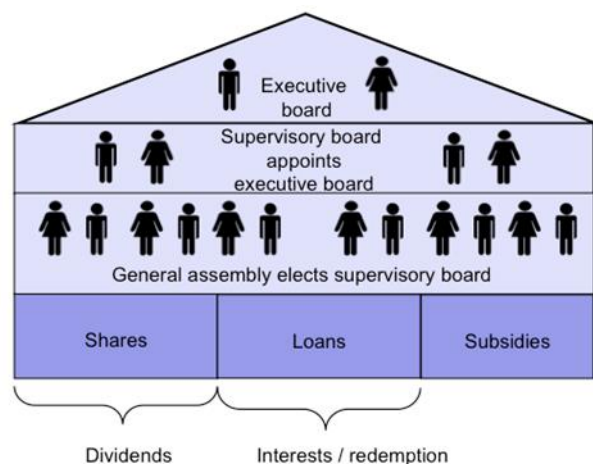 Executive
board
Supervisory board
appoints
executive board
General assembly elects supervisory board
Shares
Loans
Subsidies
Dividends
Interests / redemption